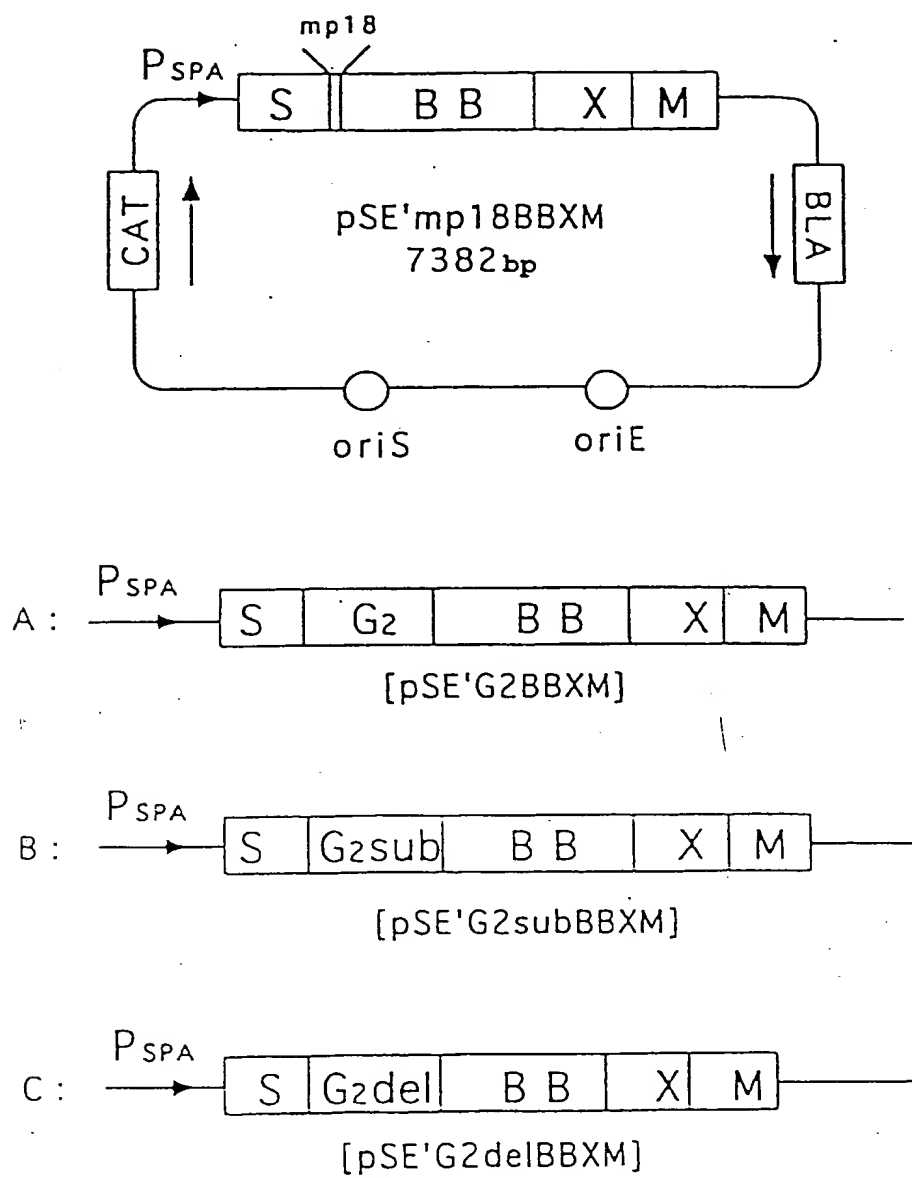 mp18
PSPA
S BB X M
CAT
BLA
pSE'mp18BBXM
7382bp
oriS
oriE
PSPA
A: S G2 BB X M
[pSE'G2BBXM]
PSPA
B: S G2sub BB X M
[pSE'G2subBBXM]
PSPA
C: S G2del BB X M
[pSE'G2delBBXM]